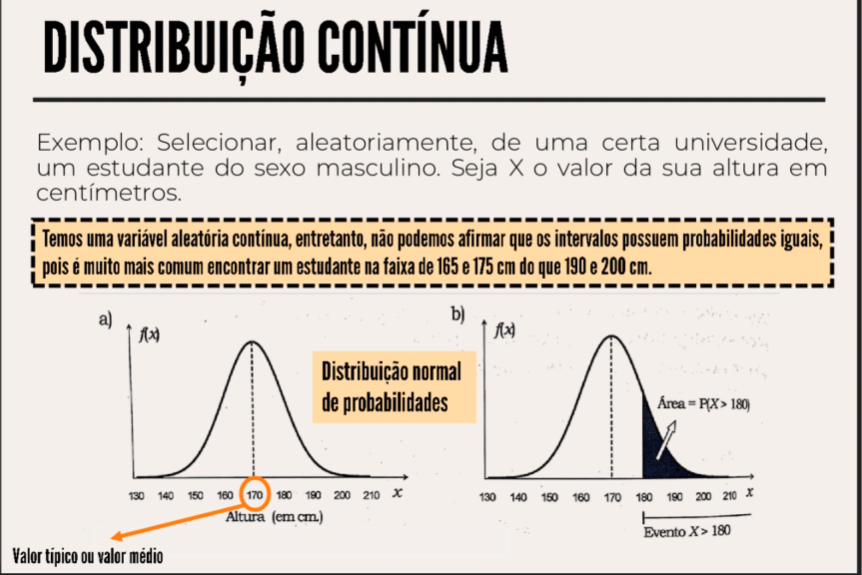 DISTRIBUIÇÃO CONTÍNUA
Exemplo: Selecionar, aleatoriamente, de uma certa universidade,
um estudante do sexo masculino. Seja X o valor da sua altura em
centímetros.
Temos uma variável aleatória contínua, entretanto, não podemos afirmar que os intervalos possuem probabilidades iguais,
pois é muito mais comum encontrar um estudante na faixa de 165 e 175 cm do que 190 e 200 cm.
a)
f(x)
130 140 150 160 170 180 190 200 210 x
Altura (em cm.)
Valor típico ou valor médio
Distribuição normal
de probabilidades
b)
f(x)
Área = P(X > 180)
130 140 150 160 170 180 190 200 210 x
Evento X > 180